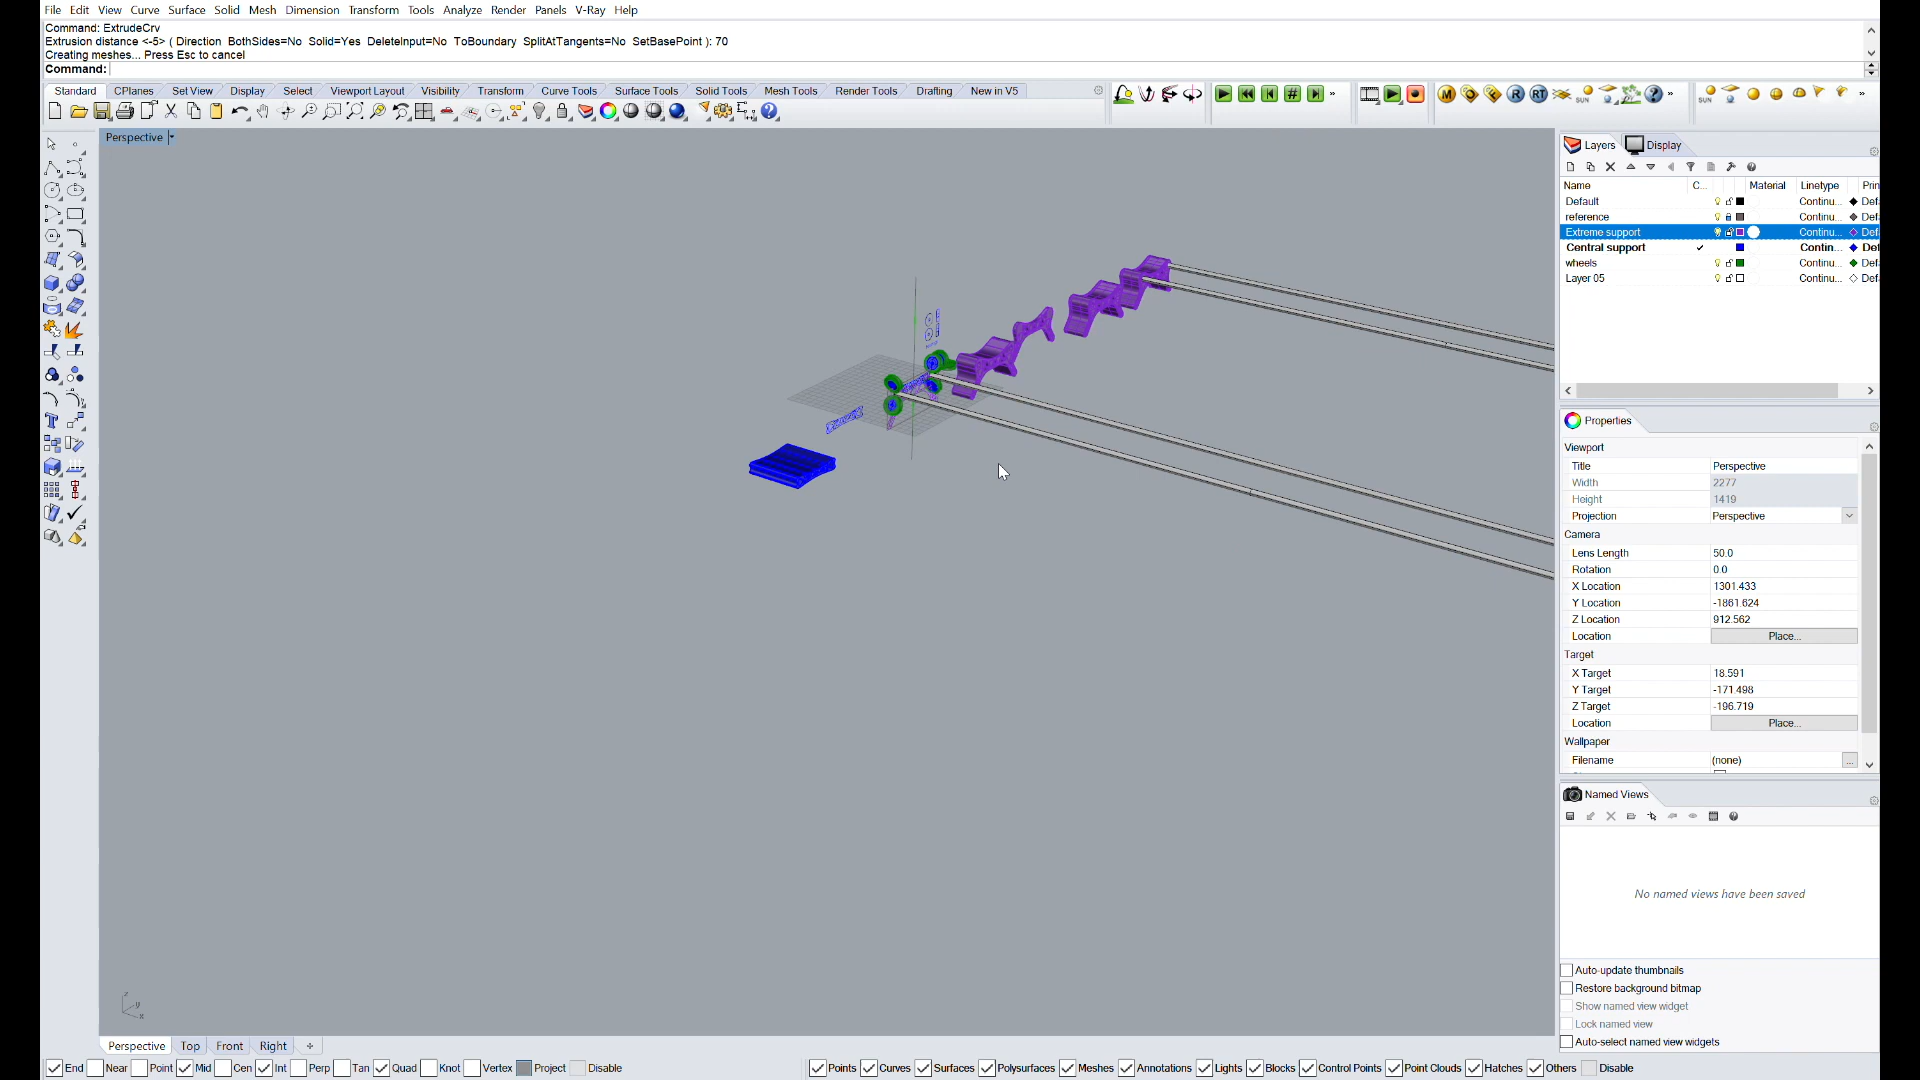 File Edit View Curve Surface Solid Mesh Dimension Transform Tools Analyze Render Panels V-Ray Help
Command: ExtrudeCrv
Extrusion distance <-5> ( Direction BothSides=No Solid=Yes DeleteInput=No ToBoundary SplitAtTangents=No SetBasePoint ): 70
Creating meshes... Press Esc to cancel
Command:
Standard CPlanes Set View Display Select Viewport Layout Visibility Transform Curve Tools Surface Tools Solid Tools Mesh Tools Render Tools Drafting New in V5
Perspective
Layers Display
Name C... Material Linetype Prin
Default Continu... Def
reference Continu... Def
Extreme support Continu... Def
Central support Contin... De
wheels Continu... Def
Layer 05 Continu... Def
Properties
Viewport
Title Perspective
Width 2277
Height 1419
Projection Perspective
Camera
Lens Length 50.0
Rotation 0.0
X Location 1301.433
Y Location -1861.624
Z Location 912.562
Location Place...
Target
X Target 18.591
Y Target -171.498
Z Target -196.719
Location Place...
Wallpaper
Filename (none) ...
Named Views
No named views have been saved
Auto-update thumbnails
Restore background bitmap
Show named view widget
Lock named view
Auto-select named view widgets
z y x
Perspective Top Front Right
End Near Point Mid Cen Int Perp Tan Quad Knot Vertex Project Disable Points Curves Surfaces Polysurfaces Meshes Annotations Lights Blocks Control Points Point Clouds Hatches Others Disable